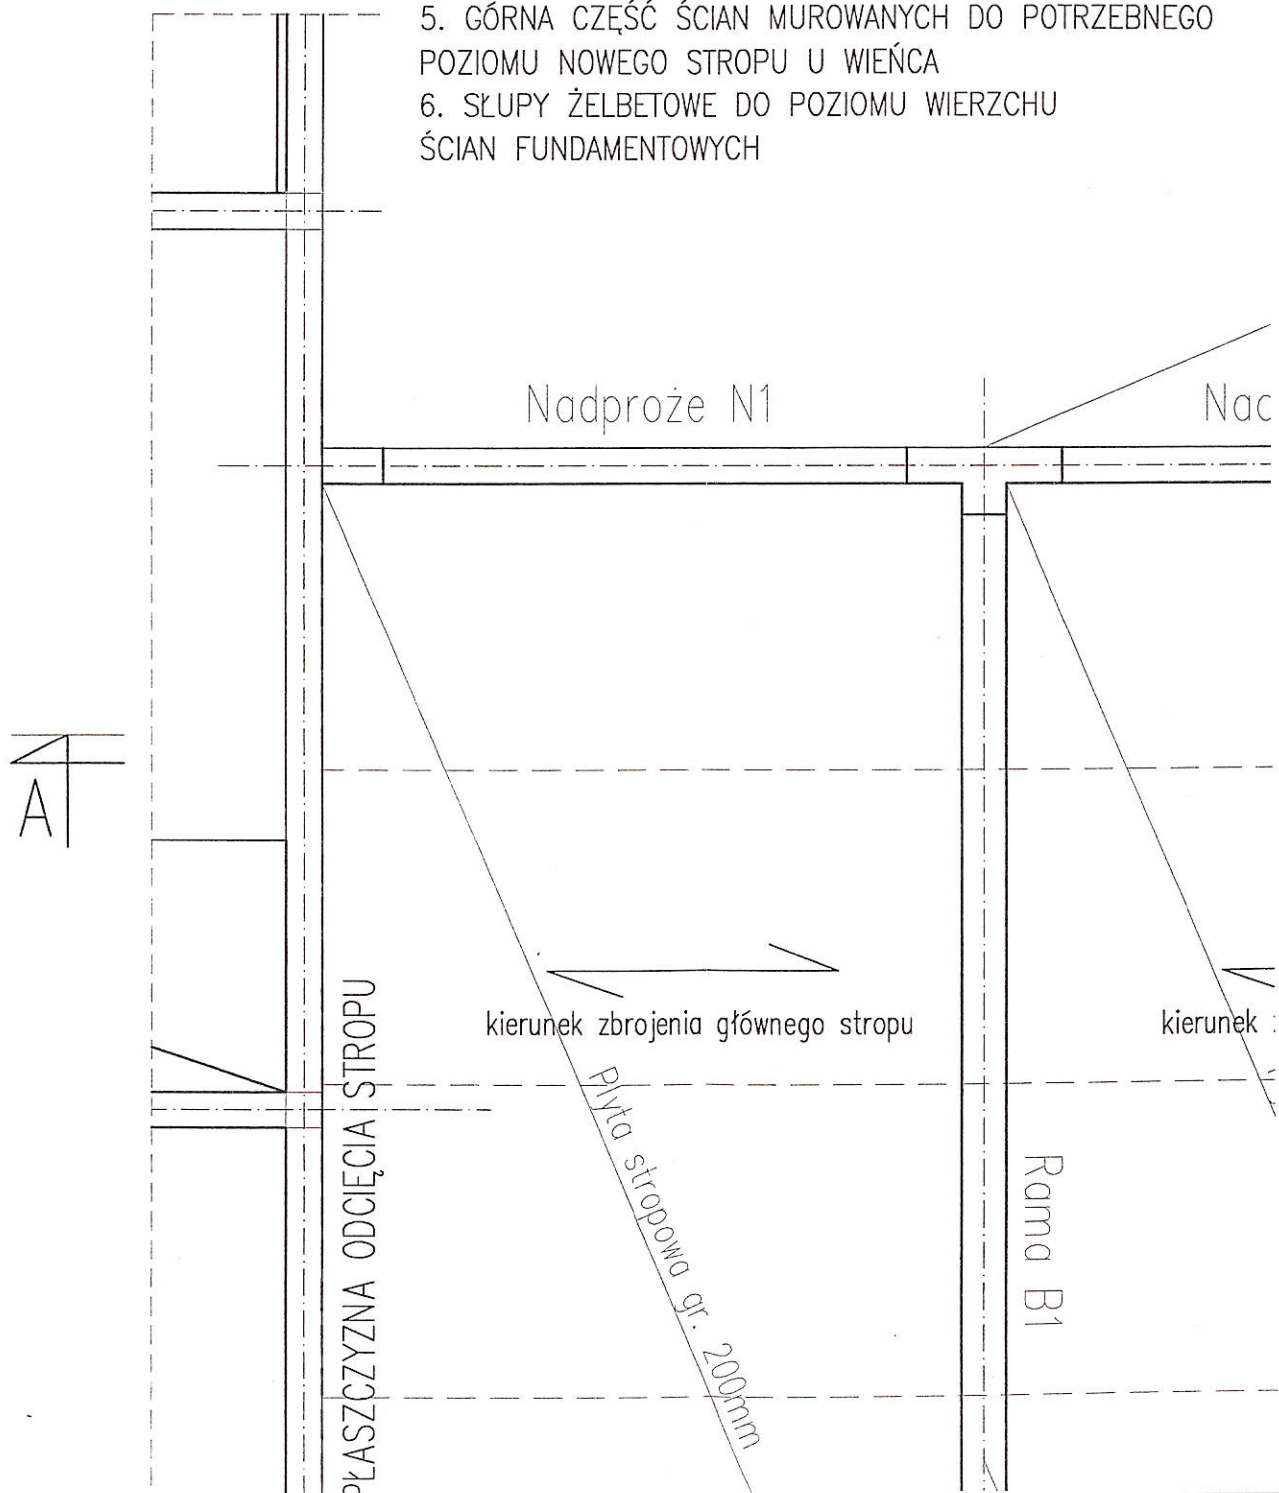 5. GÓRNA CZĘŚĆ ŚCIAN MUROWANYCH DO POTRZEBNEGO
POZIOMU NOWEGO STROPU U WIEŃCA
6. SŁUPY ŻELBETOWE DO POZIOMU WIERZCHU
ŚCIAN FUNDAMENTOWYCH
Nadproże N1
Nad
A
kierunek zbrojenia głównego stropu
kierunek
PŁASZCZYZNA ODCIĘCIA STROPU
Płyta stropowa gr. 200mm
Rama B1